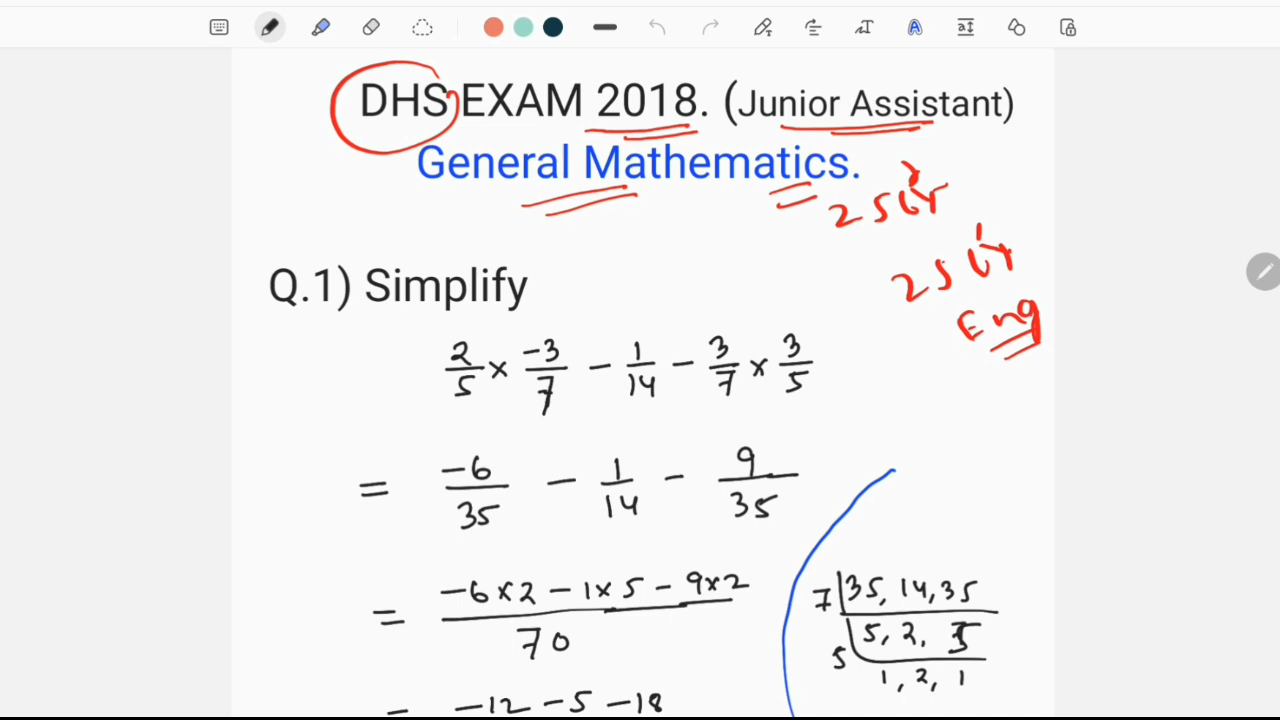 DHS EXAM 2018. (Junior Assistant)
General Mathematics.
Q.1) Simplify
2/5 × -3/7 - 1/14 - 3/7 × 3/5
= -6/35 - 1/14 - 9/35
= -6×2 - 1×5 - 9×2 / 70
= -12 - 5 - 18
7 35, 14, 35
5 5, 2, 5
1, 2, 1
25
25
Eng